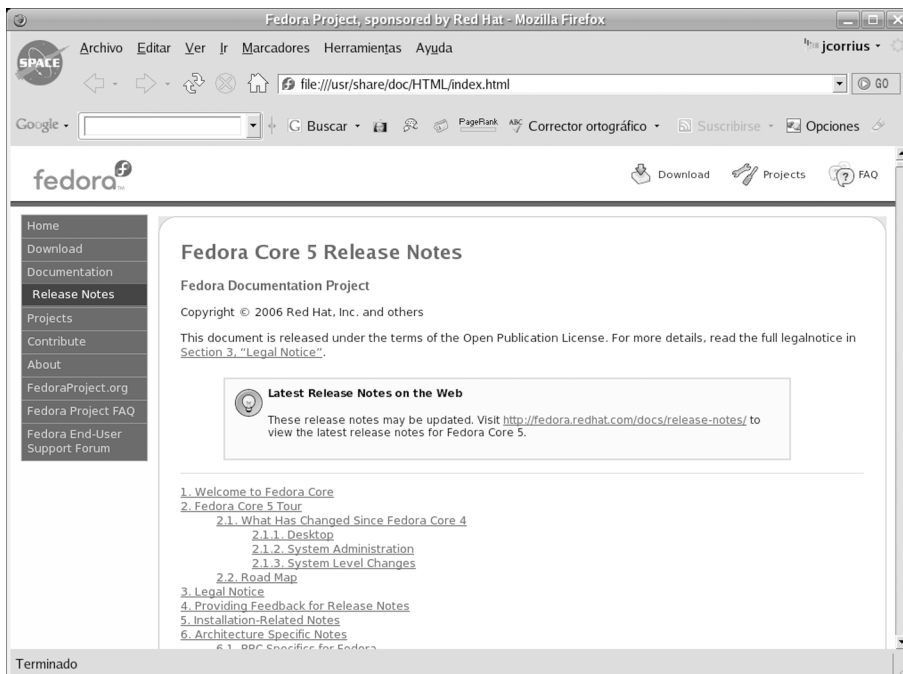 Fedora Project, sponsored by Red Hat - Mozilla Firefox
SPACE
Archivo Editar Ver Ir Marcadores Herramientas Ayuda
jcorrius
file:///usr/share/doc/HTML/index.html
GO
Google
Buscar
PageRank
ABC Corrector ortográfico
Suscribirse
Opciones
fedora
Download
Projects
FAQ
Home
Download
Documentation
Release Notes
Projects
Contribute
About
FedoraProject.org
Fedora Project FAQ
Fedora End-User
Support Forum
Fedora Core 5 Release Notes
Fedora Documentation Project
Copyright © 2006 Red Hat, Inc. and others
This document is released under the terms of the Open Publication License. For more details, read the full legalnotice in
Section 3, “Legal Notice”.
Latest Release Notes on the Web
These release notes may be updated. Visit http://fedora.redhat.com/docs/release-notes/ to
view the latest release notes for Fedora Core 5.
1. Welcome to Fedora Core
2. Fedora Core 5 Tour
2.1. What Has Changed Since Fedora Core 4
2.1.1. Desktop
2.1.2. System Administration
2.1.3. System Level Changes
2.2. Road Map
3. Legal Notice
4. Providing Feedback for Release Notes
5. Installation-Related Notes
6. Architecture Specific Notes
6.1. PPC Specifics for Fedora
Terminado